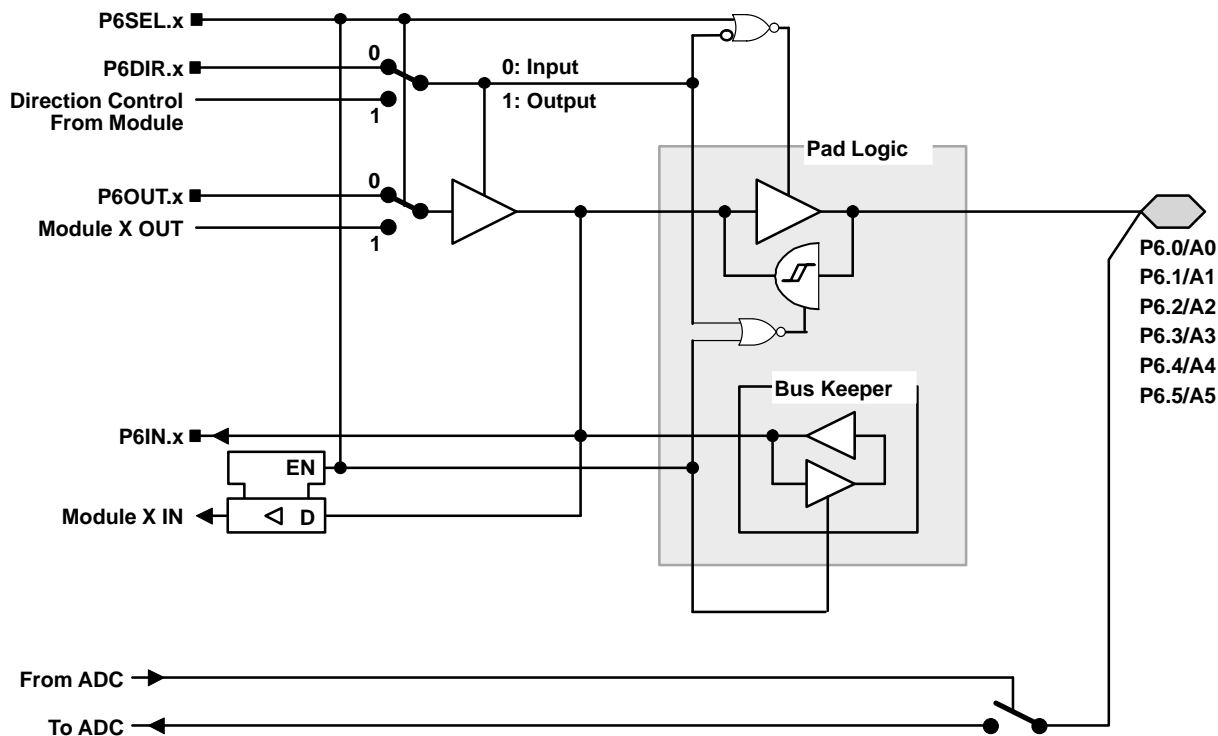 P6SEL.x
P6DIR.x
0
0: Input
Direction Control
From Module
1
1: Output
Pad Logic
P6OUT.x
0
Module X OUT
1
P6.0/A0
P6.1/A1
P6.2/A2
P6.3/A3
P6.4/A4
P6.5/A5
Bus Keeper
P6IN.x
EN
Module X IN
D
From ADC
To ADC